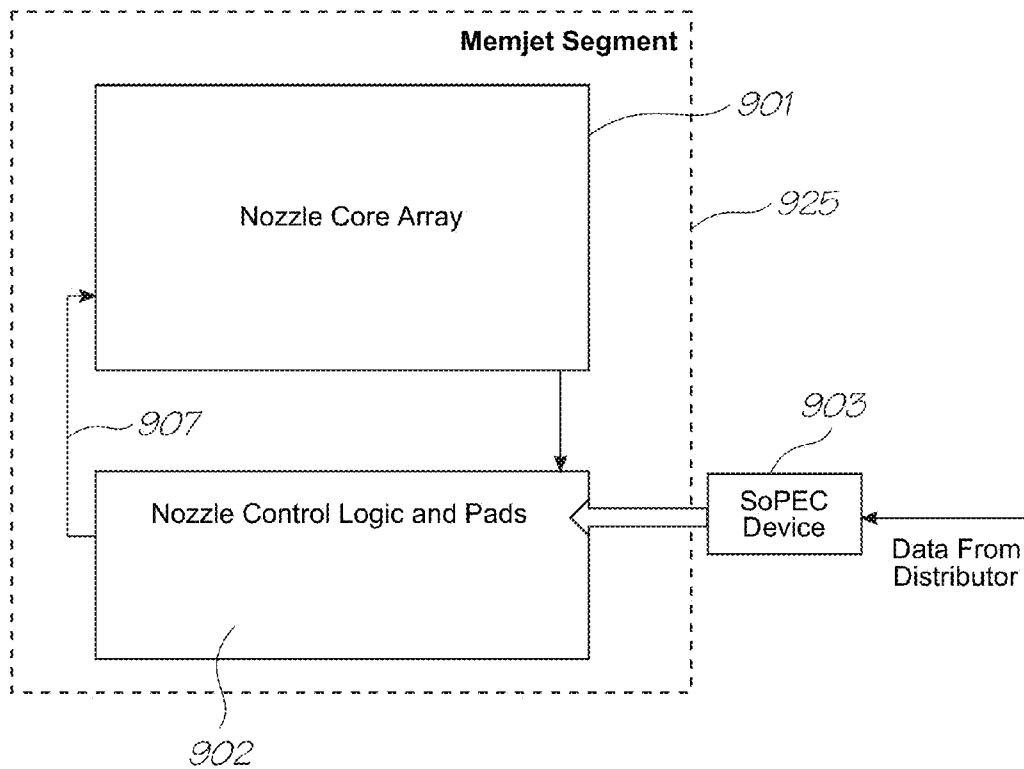 Memjet Segment
901
Nozzle Core Array
925
907
903
Nozzle Control Logic and Pads
SoPEC
Device
Data From
Distributor
902